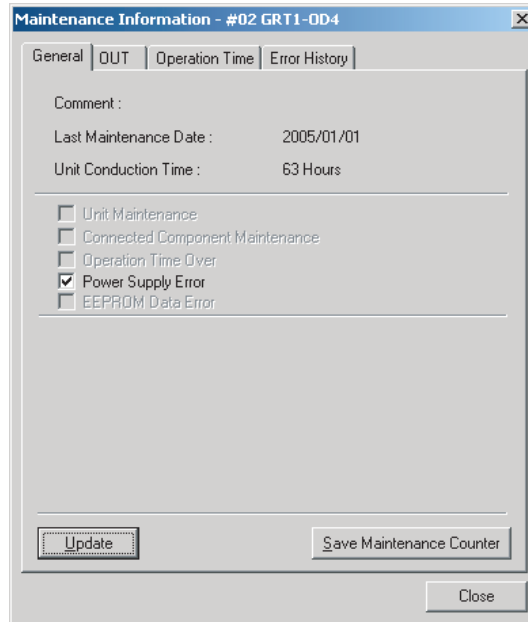 Maintenance Information - #02 GRT1-OD4
General OUT Operation Time Error History
Comment :
Last Maintenance Date : 2005/01/01
Unit Conduction Time : 63 Hours
Unit Maintenance
Connected Component Maintenance
Operation Time Over
Power Supply Error
EEPROM Data Error
Update Save Maintenance Counter
Close